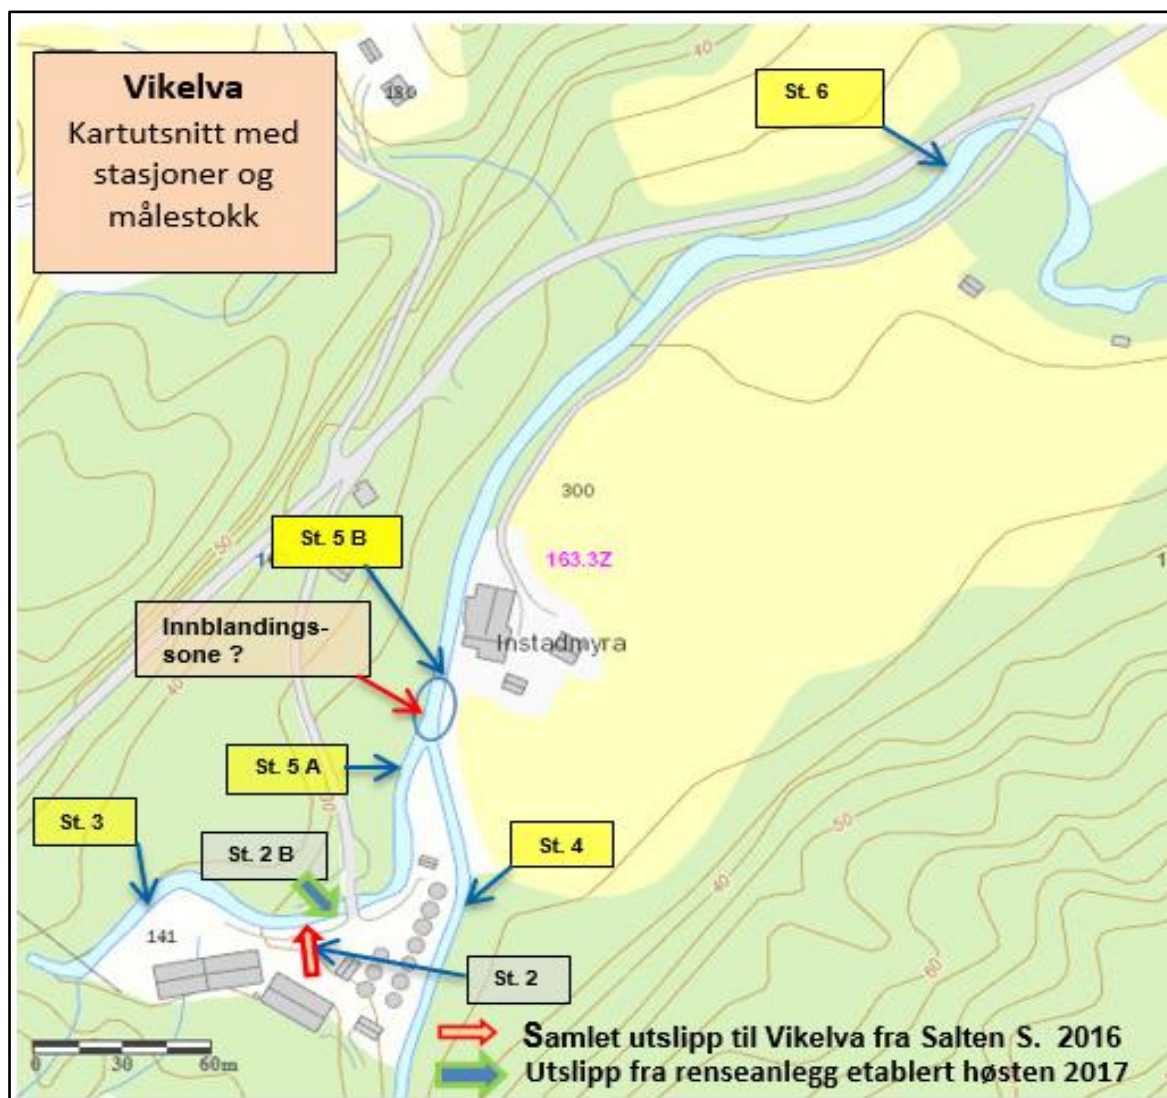 Vikelva
Kartutsnitt med
stasjoner og
målestokk
180
40
St. 6
300
50
St. 5 B
163.3Z
Innblandings-
sone ?
Instadmyra
40
St. 5 A
St. 3
St. 2 B
St. 4
50
40
141
St. 2
60
Samlet utslipp til Vikelva fra Salten S. 2016
0 30 60m
Utslipp fra renseanlegg etablert høsten 2017